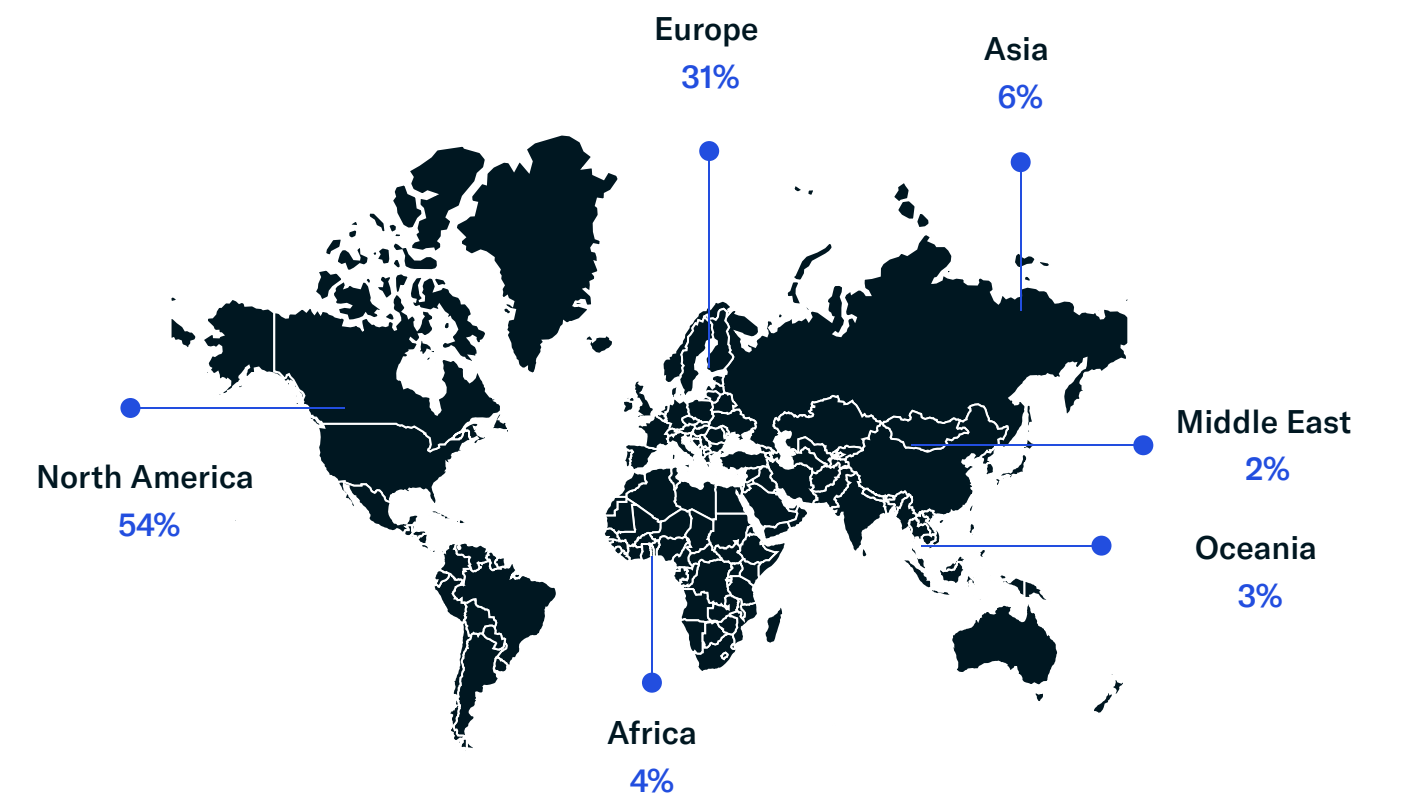 Europe
31%
Asia
6%
Middle East
2%
North America
54%
Oceania
3%
Africa
4%